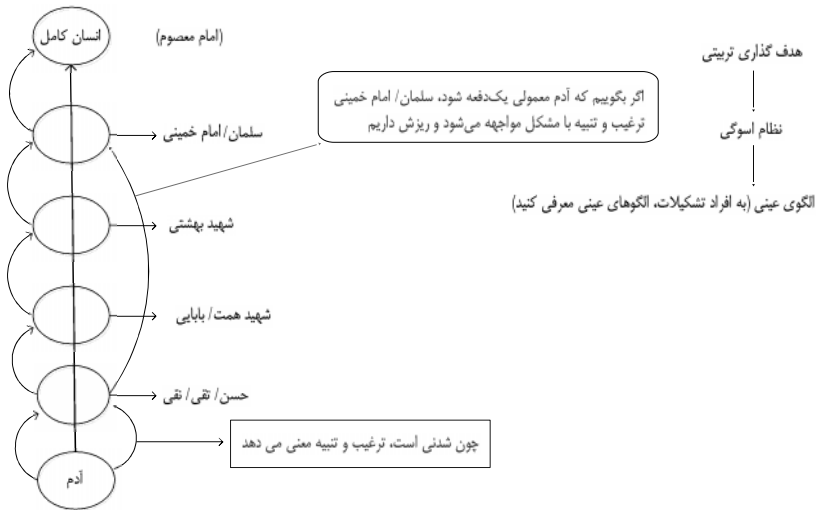 انسان کامل
(امام معصوم)
هدف گذاری تربیتی
اگر بگوییم که آدم معمولی یک‌دفعه شود، سلمان/ امام خمینی
ترغیب و تنبیه با مشکل مواجهه می‌شود و ریزش داریم
نظام اسوگی
سلمان/ امام خمینی
الگوی عینی (به افراد تشکیلات، الگوهای عینی معرفی کنید)
شهید بهشتی
شهید همت/ بابایی
حسن/ تقی/ نقی
چون شدنی است، ترغیب و تنبیه معنی می دهد
آدم